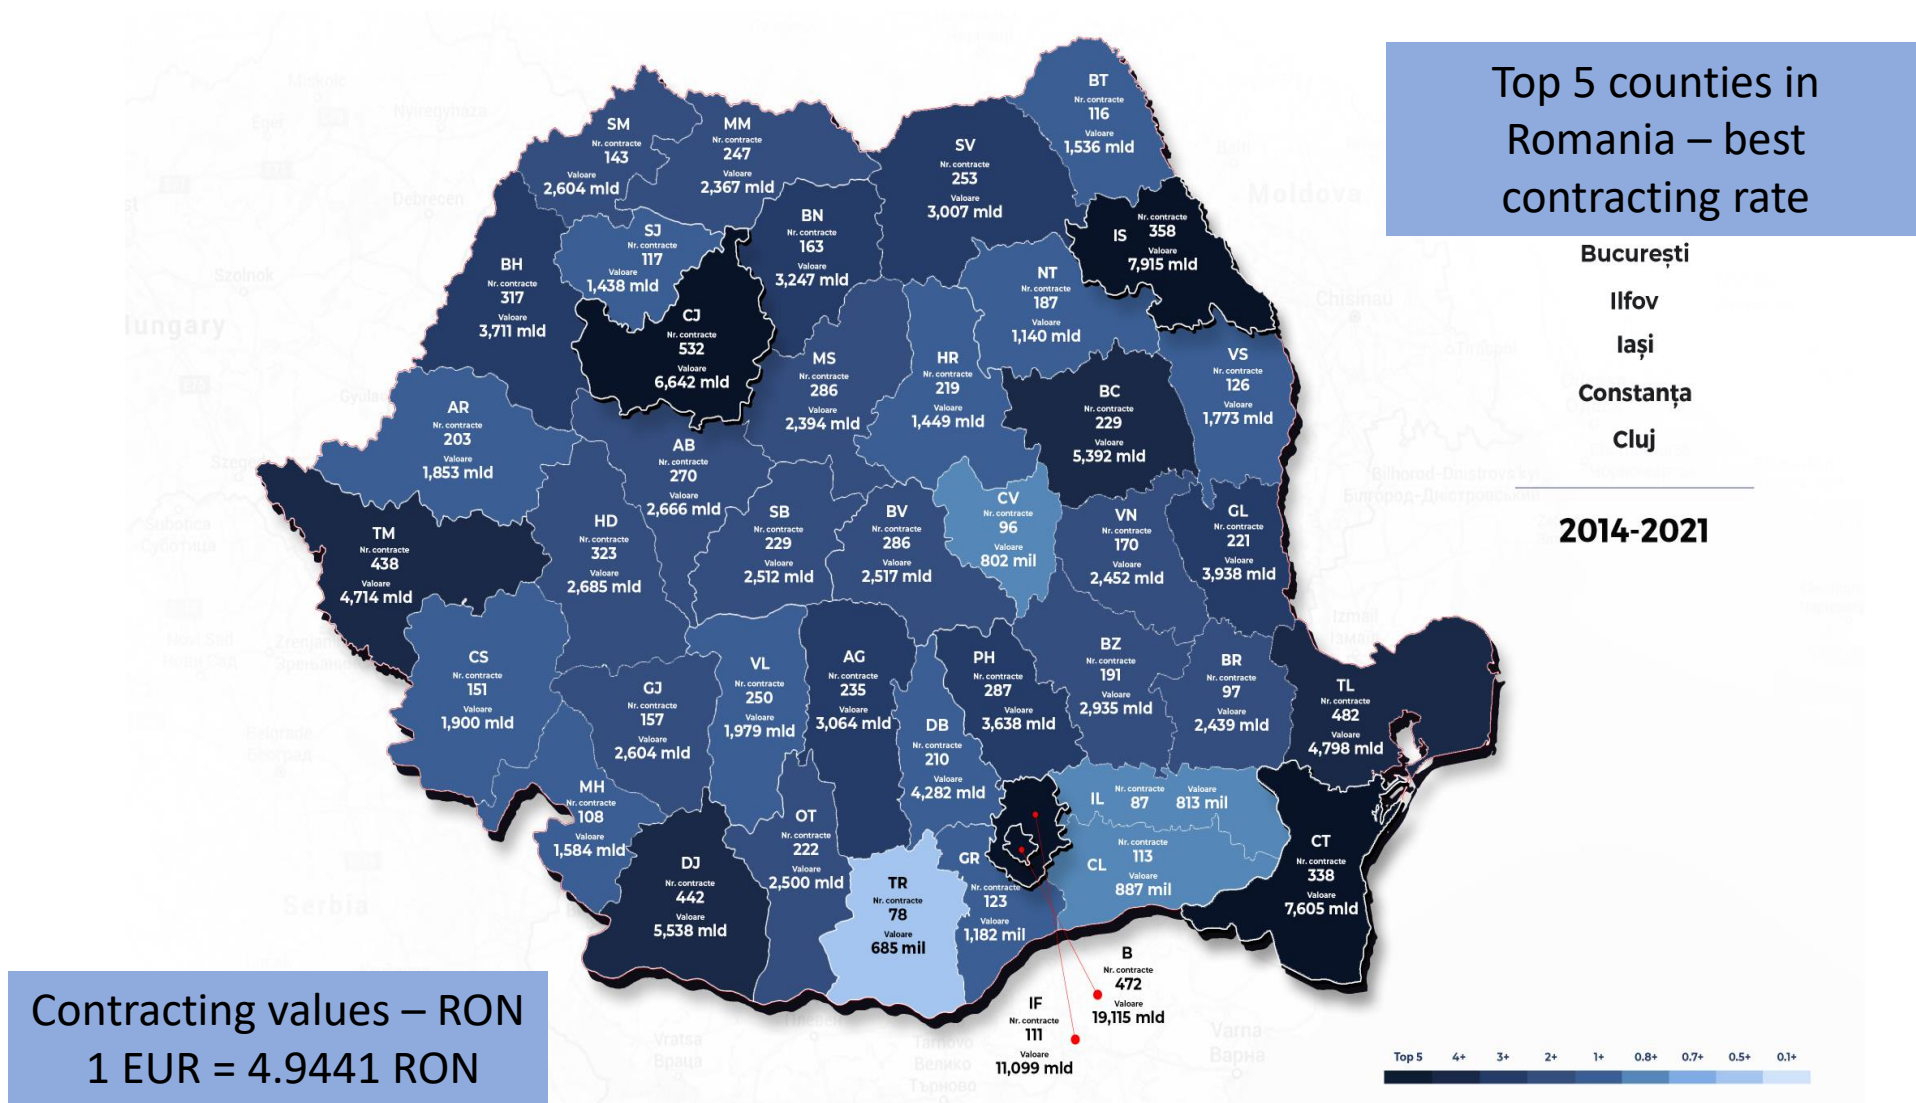 Top 5 counties in
Romania – best
contracting rate
București
Ilfov
Iași
Constanța
Cluj
2014-2021
BT
Nr. contracte
116
Valoare
1,536 mld
SM
Nr. contracte
143
Valoare
2,604 mld
MM
Nr. contracte
247
Valoare
2,367 mld
SV
Nr. contracte
253
Valoare
3,007 mld
IS
Nr. contracte
358
Valoare
7,915 mld
SJ
Nr. contracte
117
Valoare
1,438 mld
BN
Nr. contracte
163
Valoare
3,247 mld
BH
Nr. contracte
317
Valoare
3,711 mld
NT
Nr. contracte
187
Valoare
1,140 mld
CJ
Nr. contracte
532
Valoare
6,642 mld
MS
Nr. contracte
286
Valoare
2,394 mld
HR
Nr. contracte
219
Valoare
1,449 mld
VS
Nr. contracte
126
Valoare
1,773 mld
BC
Nr. contracte
229
Valoare
5,392 mld
AR
Nr. contracte
203
Valoare
1,853 mld
AB
Nr. contracte
270
Valoare
2,666 mld
TM
Nr. contracte
438
Valoare
4,714 mld
HD
Nr. contracte
323
Valoare
2,685 mld
SB
Nr. contracte
229
Valoare
2,512 mld
BV
Nr. contracte
286
Valoare
2,517 mld
CV
Nr. contracte
96
Valoare
802 mil
VN
Nr. contracte
170
Valoare
2,452 mld
GL
Nr. contracte
221
Valoare
3,938 mld
CS
Nr. contracte
151
Valoare
1,900 mld
GJ
Nr. contracte
157
Valoare
2,604 mld
VL
Nr. contracte
250
Valoare
1,979 mld
AG
Nr. contracte
235
Valoare
3,064 mld
PH
Nr. contracte
287
Valoare
3,638 mld
BZ
Nr. contracte
191
Valoare
2,935 mld
BR
Nr. contracte
97
Valoare
2,439 mld
TL
Nr. contracte
482
Valoare
4,798 mld
DB
Nr. contracte
210
Valoare
4,282 mld
MH
Nr. contracte
108
Valoare
1,584 mld
OT
Nr. contracte
222
Valoare
2,500 mld
IL
Nr. contracte
87
Valoare
813 mil
CT
Nr. contracte
338
Valoare
7,605 mld
DJ
Nr. contracte
442
Valoare
5,538 mld
TR
Nr. contracte
78
Valoare
685 mil
GR
Nr. contracte
123
Valoare
1,182 mil
CL
Nr. contracte
113
Valoare
887 mil
B
Nr. contracte
472
Valoare
19,115 mld
IF
Nr. contracte
111
Valoare
11,099 mld
Contracting values – RON
1 EUR = 4.9441 RON
Top 5 4+ 3+ 2+ 1+ 0.8+ 0.7+ 0.5+ 0.1+
Moldova
Chisinau
Serbia
Debrecen
Nyíregyháza
Szolnok
Vratsa
Враца
Varna
Варна
Izmail